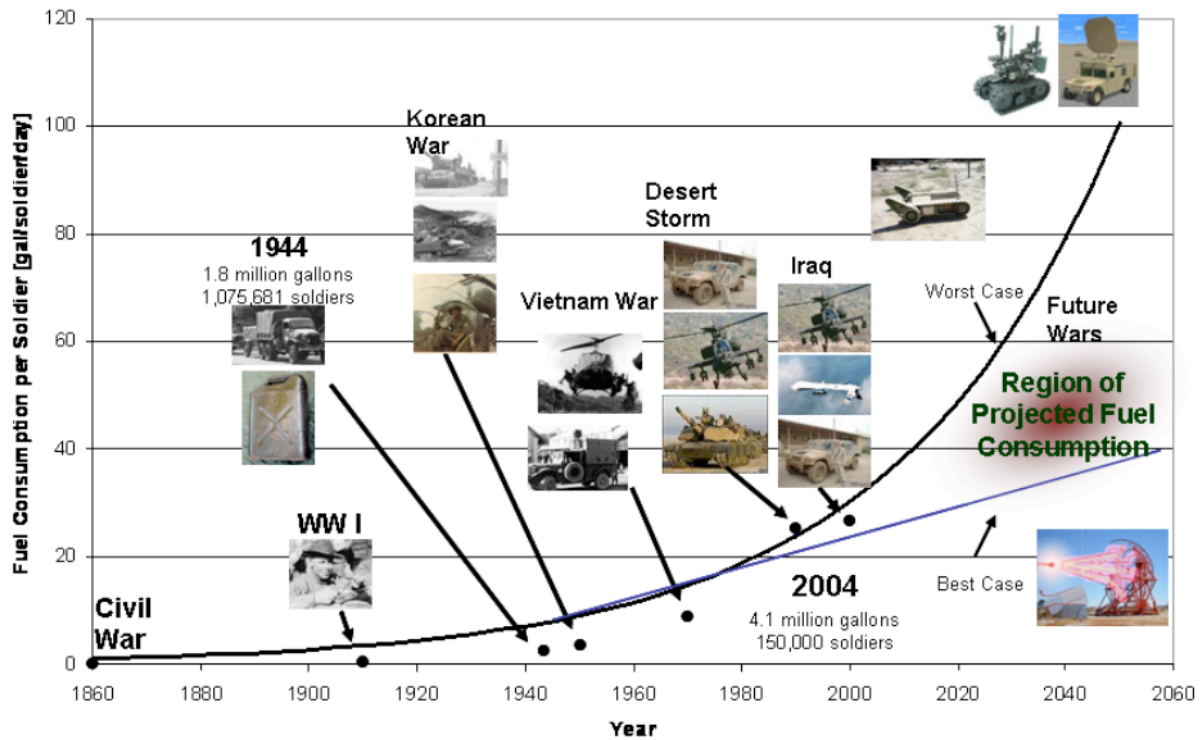 120
100
80
60
40
20
0
Fuel Consumption per Soldier [gal/soldier/day]
Civil
War
WW I
1944
1.8 million gallons
1,075,681 soldiers
Korean
War
Vietnam War
Desert
Storm
Iraq
Worst Case
Future
Wars
Region of
Projected Fuel
Consumption
2004
4.1 million gallons
150,000 soldiers
Best Case
1860
1880
1900
1920
1940
1960
1980
2000
2020
2040
2060
Year